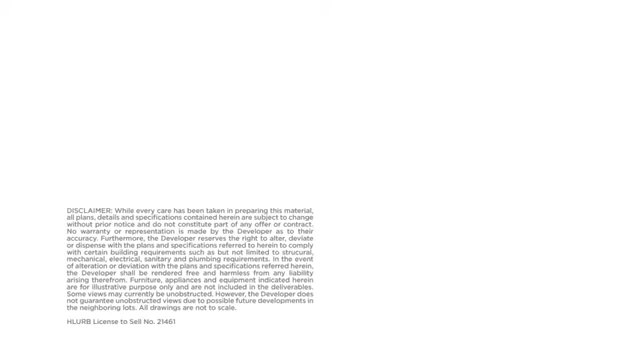 DISCLAIMER: While every care has been taken in preparing this material,
all plans, details and specifications contained herein are subject to change
without prior notice and do not constitute part of any offer or contract.
No warranty or representation is made by the Developer as to their
accuracy. Furthermore, the Developer reserves the right to alter, deviate
or dispense with the plans and specifications referred to herein to comply
with certain building requirements such as but not limited to strucural,
mechanical, electrical, sanitary and plumbing requirements. In the event
of alteration or deviation with the plans and specifications referred herein,
the Developer shall be rendered free and harmless from any liability
arising therefrom. Furniture, appliances and equipment indicated herein
are for illustrative purpose only and are not included in the deliverables.
Some views may currently be unobstructed. However, the Developer does
not guarantee unobstructed views due to possible future developments in
the neighboring lots. All drawings are not to scale.
HLURB License to Sell No. 21461